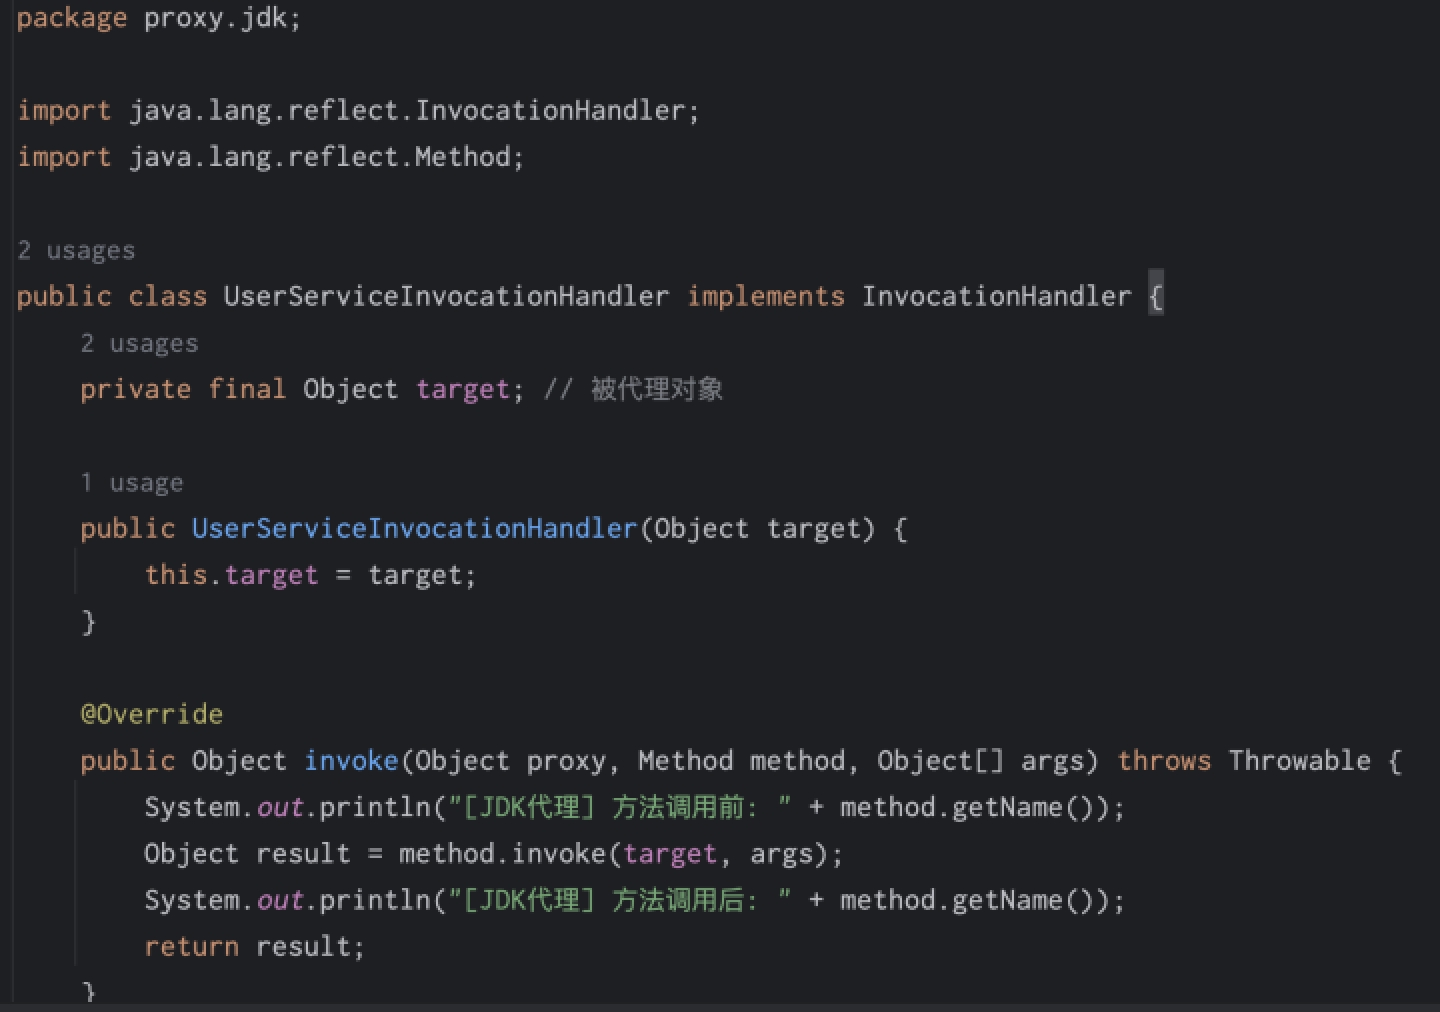 package proxy.jdk;
import java.lang.reflect.InvocationHandler;
import java.lang.reflect.Method;
2 usages
public class UserServiceInvocationHandler implements InvocationHandler {
2 usages
private final Object target; // 被代理对象
1 usage
public UserServiceInvocationHandler(Object target) {
this.target = target;
}
@Override
public Object invoke(Object proxy, Method method, Object[] args) throws Throwable {
System.out.println("[JDK代理] 方法调用前: " + method.getName());
Object result = method.invoke(target, args);
System.out.println("[JDK代理] 方法调用后: " + method.getName());
return result;
}